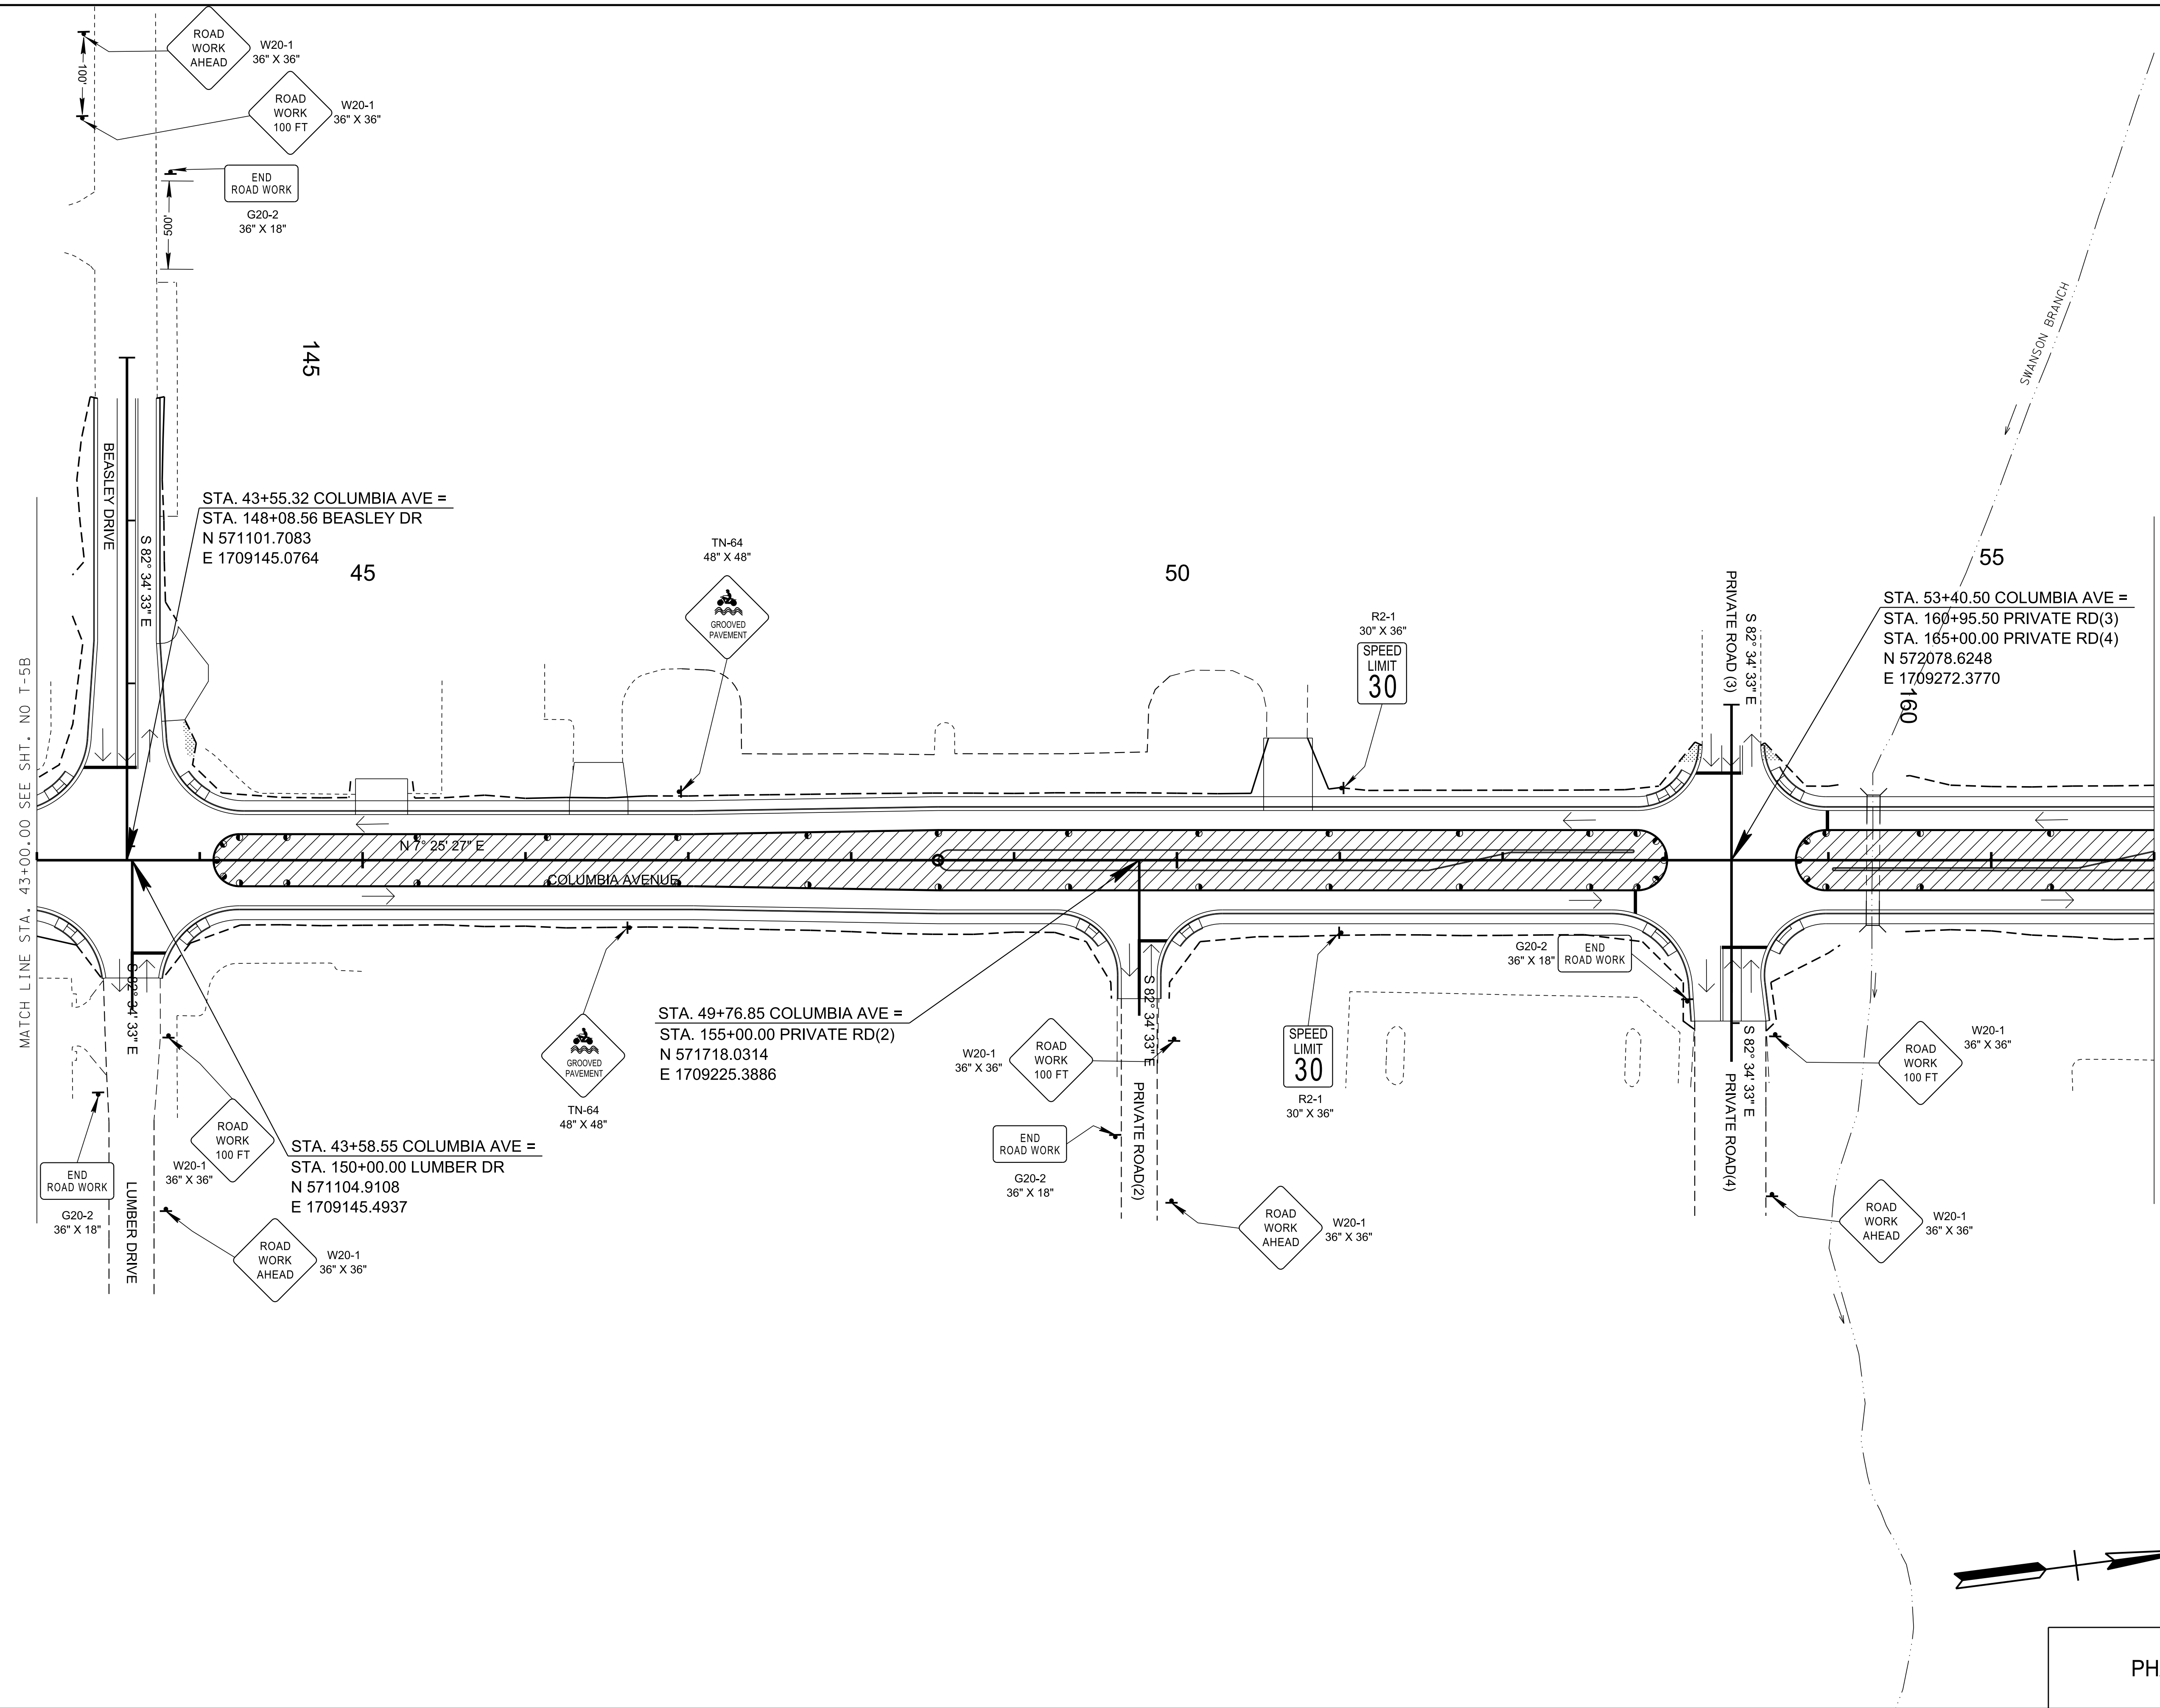 ROAD
WORK
AHEAD
W20-1
36" X 36"
100'
ROAD
WORK
100 FT
W20-1
36" X 36"
END
ROAD WORK
G20-2
36" X 18"
500'
145
BEASLEY DRIVE
S 82° 34' 33" E
STA. 43+55.32 COLUMBIA AVE =
STA. 148+08.56 BEASLEY DR
N 571101.7083
E 1709145.0764
45
TN-64
48" X 48"
GROOVED
PAVEMENT
50
R2-1
30" X 36"
SPEED
LIMIT
30
PRIVATE ROAD (3)
S 82° 34' 33" E
SWANSON BRANCH
55
STA. 53+40.50 COLUMBIA AVE =
STA. 160+95.50 PRIVATE RD(3)
STA. 165+00.00 PRIVATE RD(4)
N 572078.6248
E 1709272.3770
160
MATCH LINE STA. 43+00.00 SEE SHT. NO T-5B
N 7° 25' 27" E
COLUMBIA AVENUE
S 82° 34' 33" E
LUMBER DRIVE
END
ROAD WORK
G20-2
36" X 18"
ROAD
WORK
100 FT
W20-1
36" X 36"
STA. 43+58.55 COLUMBIA AVE =
STA. 150+00.00 LUMBER DR
N 571104.9108
E 1709145.4937
ROAD
WORK
AHEAD
W20-1
36" X 36"
GROOVED
PAVEMENT
TN-64
48" X 48"
STA. 49+76.85 COLUMBIA AVE =
STA. 155+00.00 PRIVATE RD(2)
N 571718.0314
E 1709225.3886
W20-1
36" X 36"
ROAD
WORK
100 FT
S 82° 34' 33" E
PRIVATE ROAD(2)
END
ROAD WORK
G20-2
36" X 18"
ROAD
WORK
AHEAD
W20-1
36" X 36"
SPEED
LIMIT
30
R2-1
30" X 36"
G20-2
36" X 18"
END
ROAD WORK
S 82° 34' 33" E
PRIVATE ROAD(4)
ROAD
WORK
100 FT
W20-1
36" X 36"
ROAD
WORK
AHEAD
W20-1
36" X 36"